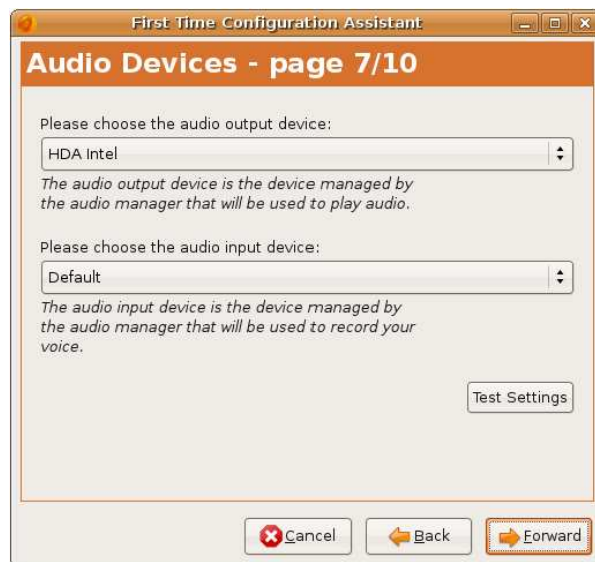 First Time Configuration Assistant
Audio Devices - page 7/10
Please choose the audio output device:
HDA Intel
The audio output device is the device managed by
the audio manager that will be used to play audio.
Please choose the audio input device:
Default
The audio input device is the device managed by
the audio manager that will be used to record your
voice.
Test Settings
Cancel
Back
Forward